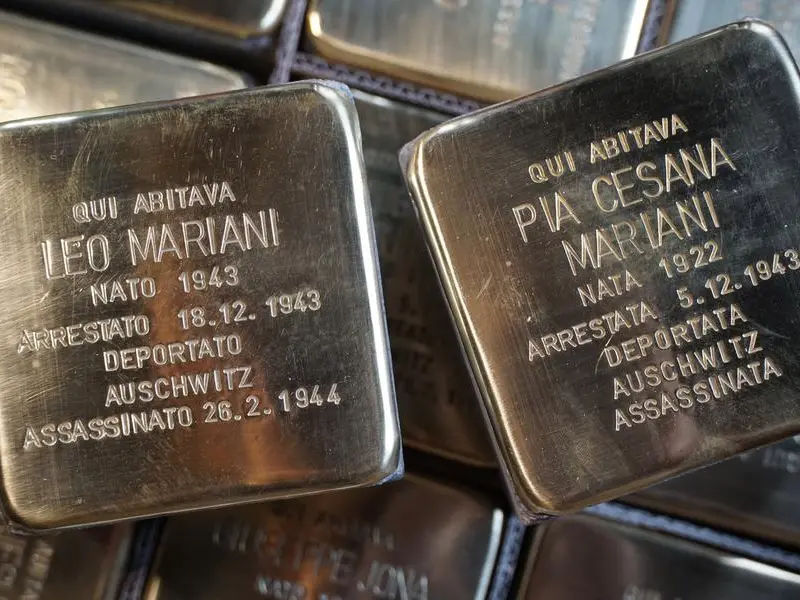 QUI ABITAVA
LEO MARIANI
NATO 1943
ARRESTATO 18.12.1943
DEPORTATO
AUSCHWITZ
ASSASSINATO 26.2.1944
QUI ABITAVA
PIA CESANA
MARIANI
NATA 1922
ARRESTATA 5.12.1943
DEPORTATA
AUSCHWITZ
ASSASSINATA
JONA